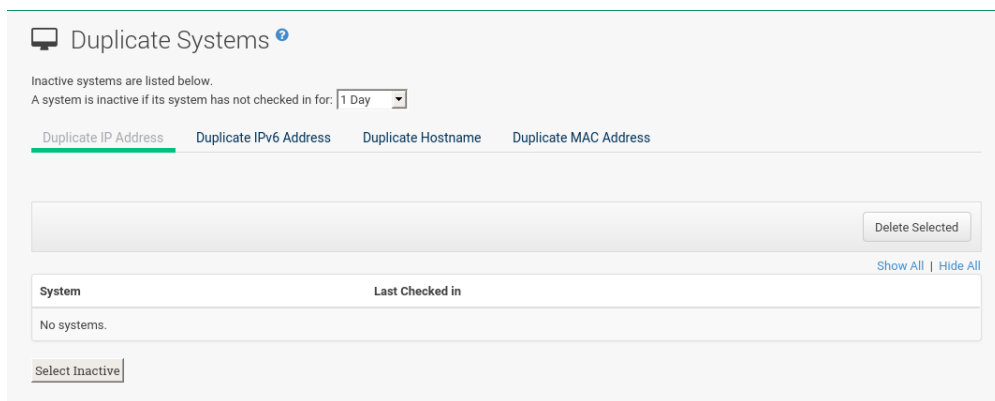 Duplicate Systems ?
Inactive systems are listed below.
A system is inactive if its system has not checked in for: 1 Day
Duplicate IP Address Duplicate IPv6 Address Duplicate Hostname Duplicate MAC Address
Delete Selected
Show All | Hide All
System Last Checked in
No systems.
Select Inactive